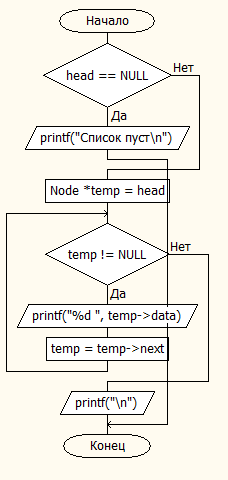 Начало
head == NULL
Нет
Да
printf("Список пуст\n")
Node *temp = head
temp != NULL
Нет
Да
printf("%d ", temp->data)
temp = temp->next
printf("\n")
Конец